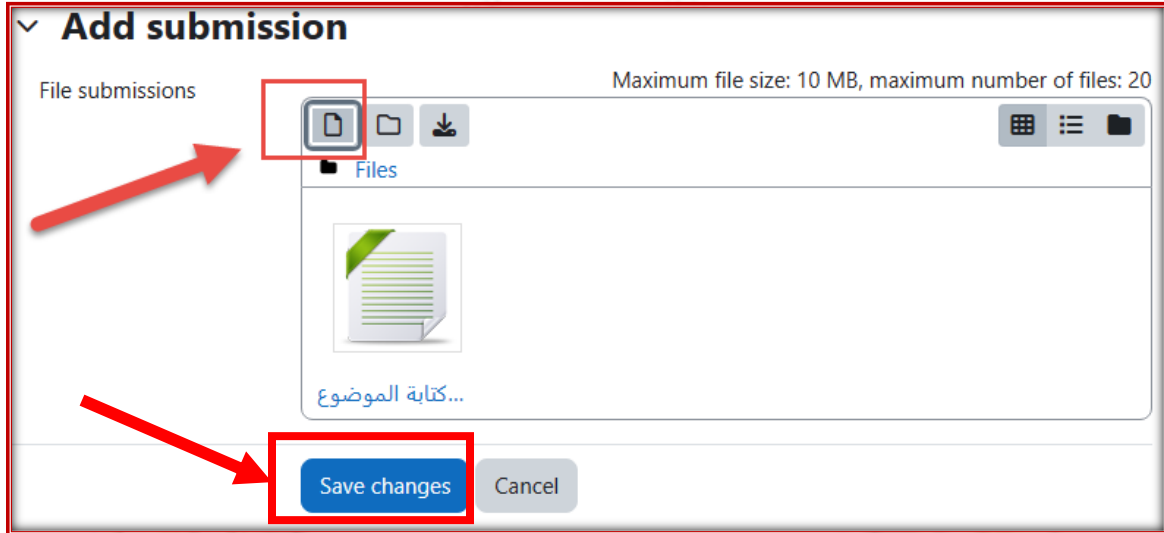 Add submission
File submissions
Maximum file size: 10 MB, maximum number of files: 20
Files
كتابة الموضوع...
Save changes
Cancel